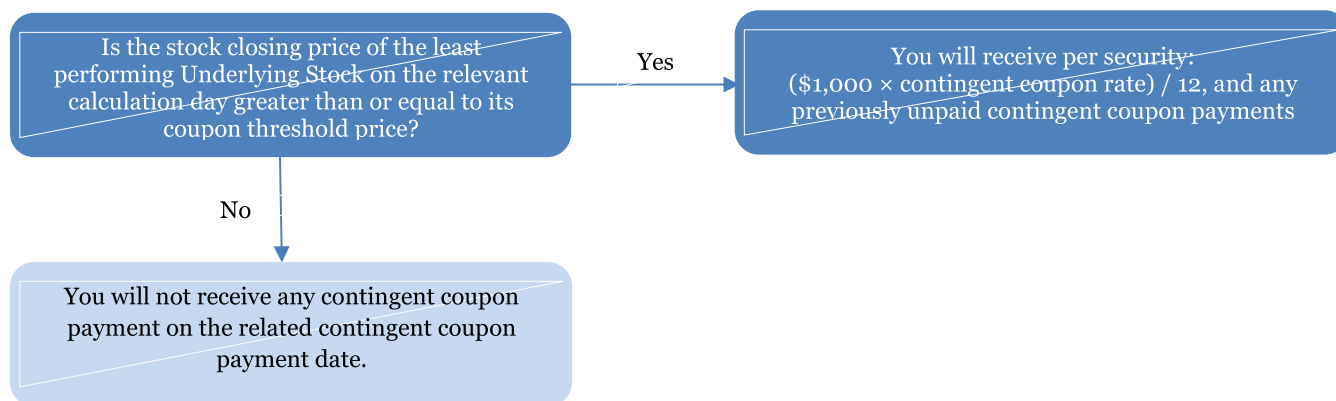 Is the stock closing price of the least
performing Underlying Stock on the relevant
calculation day greater than or equal to its
coupon threshold price?
Yes
You will receive per security:
($1,000 × contingent coupon rate) / 12, and any
previously unpaid contingent coupon payments
No
You will not receive any contingent coupon
payment on the related contingent coupon
payment date.